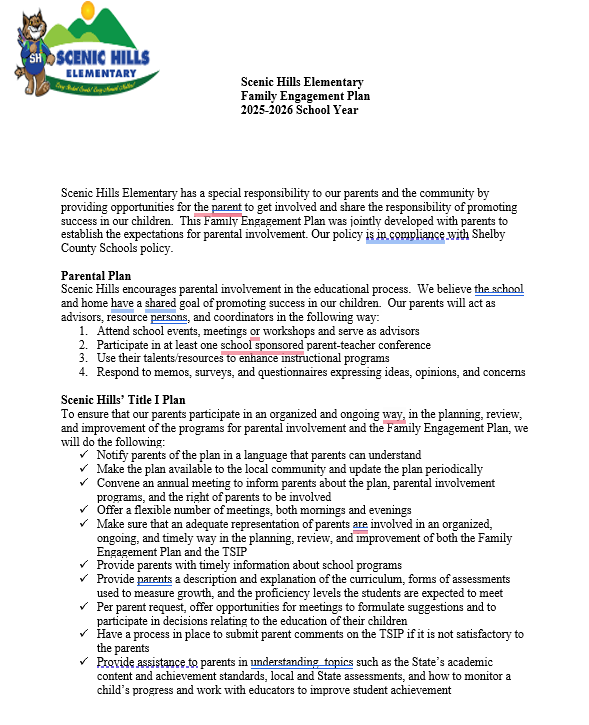 SH
SCENIC HILLS
ELEMENTARY
Scenic Hills Elementary
Family Engagement Plan
2025-2026 School Year
Scenic Hills Elementary has a special responsibility to our parents and the community by
providing opportunities for the parent to get involved and share the responsibility of promoting
success in our children.  This Family Engagement Plan was jointly developed with parents to
establish the expectations for parental involvement. Our policy is in compliance with Shelby
County Schools policy.
Parental Plan
Scenic Hills encourages parental involvement in the educational process.  We believe the school
and home have a shared goal of promoting success in our children.  Our parents will act as
advisors, resource persons, and coordinators in the following way:
1. Attend school events, meetings or workshops and serve as advisors
2. Participate in at least one school sponsored parent-teacher conference
3. Use their talents/resources to enhance instructional programs
4. Respond to memos, surveys, and questionnaires expressing ideas, opinions, and concerns
Scenic Hills’ Title I Plan
To ensure that our parents participate in an organized and ongoing way, in the planning, review,
and improvement of the programs for parental involvement and the Family Engagement Plan, we
will do the following:
✓ Notify parents of the plan in a language that parents can understand
✓ Make the plan available to the local community and update the plan periodically
✓ Convene an annual meeting to inform parents about the plan, parental involvement
programs, and the right of parents to be involved
✓ Offer a flexible number of meetings, both mornings and evenings
✓ Make sure that an adequate representation of parents are involved in an organized,
ongoing, and timely way in the planning, review, and improvement of both the Family
Engagement Plan and the TSIP
✓ Provide parents with timely information about school programs
✓ Provide parents a description and explanation of the curriculum, forms of assessments
used to measure growth, and the proficiency levels the students are expected to meet
✓ Per parent request, offer opportunities for meetings to formulate suggestions and to
participate in decisions relating to the education of their children
✓ Have a process in place to submit parent comments on the TSIP if it is not satisfactory to
the parents
✓ Provide assistance to parents in understanding  topics such as the State’s academic
content and achievement standards, local and State assessments, and how to monitor a
child’s progress and work with educators to improve student achievement